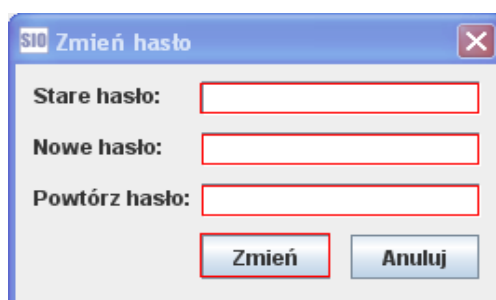 SIO Zmień hasło
Stare hasło:
Nowe hasło:
Powtórz hasło:
Zmień Anuluj